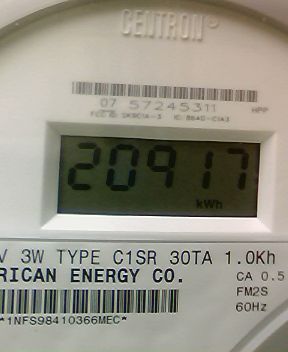 CENTRON®
07 57245311 HPP
20917
kWh
V 3W TYPE C1SR 30TA 1.0Kh
RICAN ENERGY CO.
CA 0.5
FM2S
60Hz
*1NFS98410366MEC*